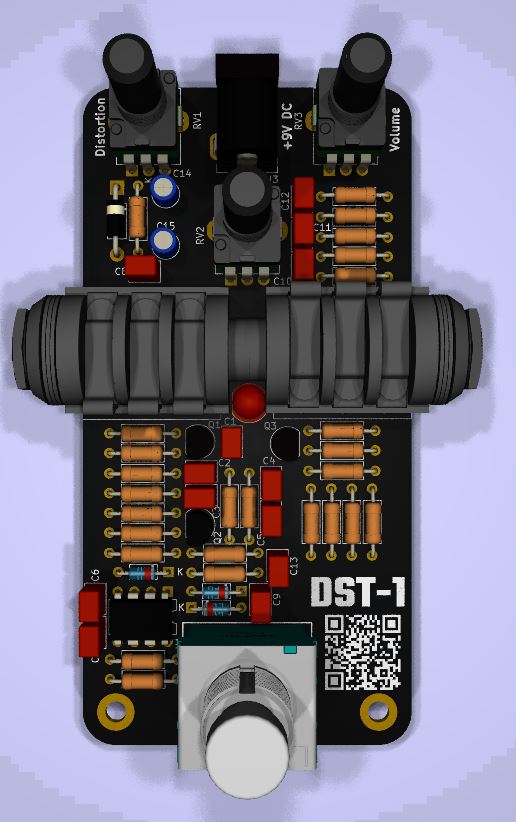 Distortion
RV1
+9V DC
RV3
Volume
C14
C12
RV2
C15
C11
C10
Q1
C1
Q3
C2
C4
C3
Q2
C5
K
C13
C6
K
C9
DST-1